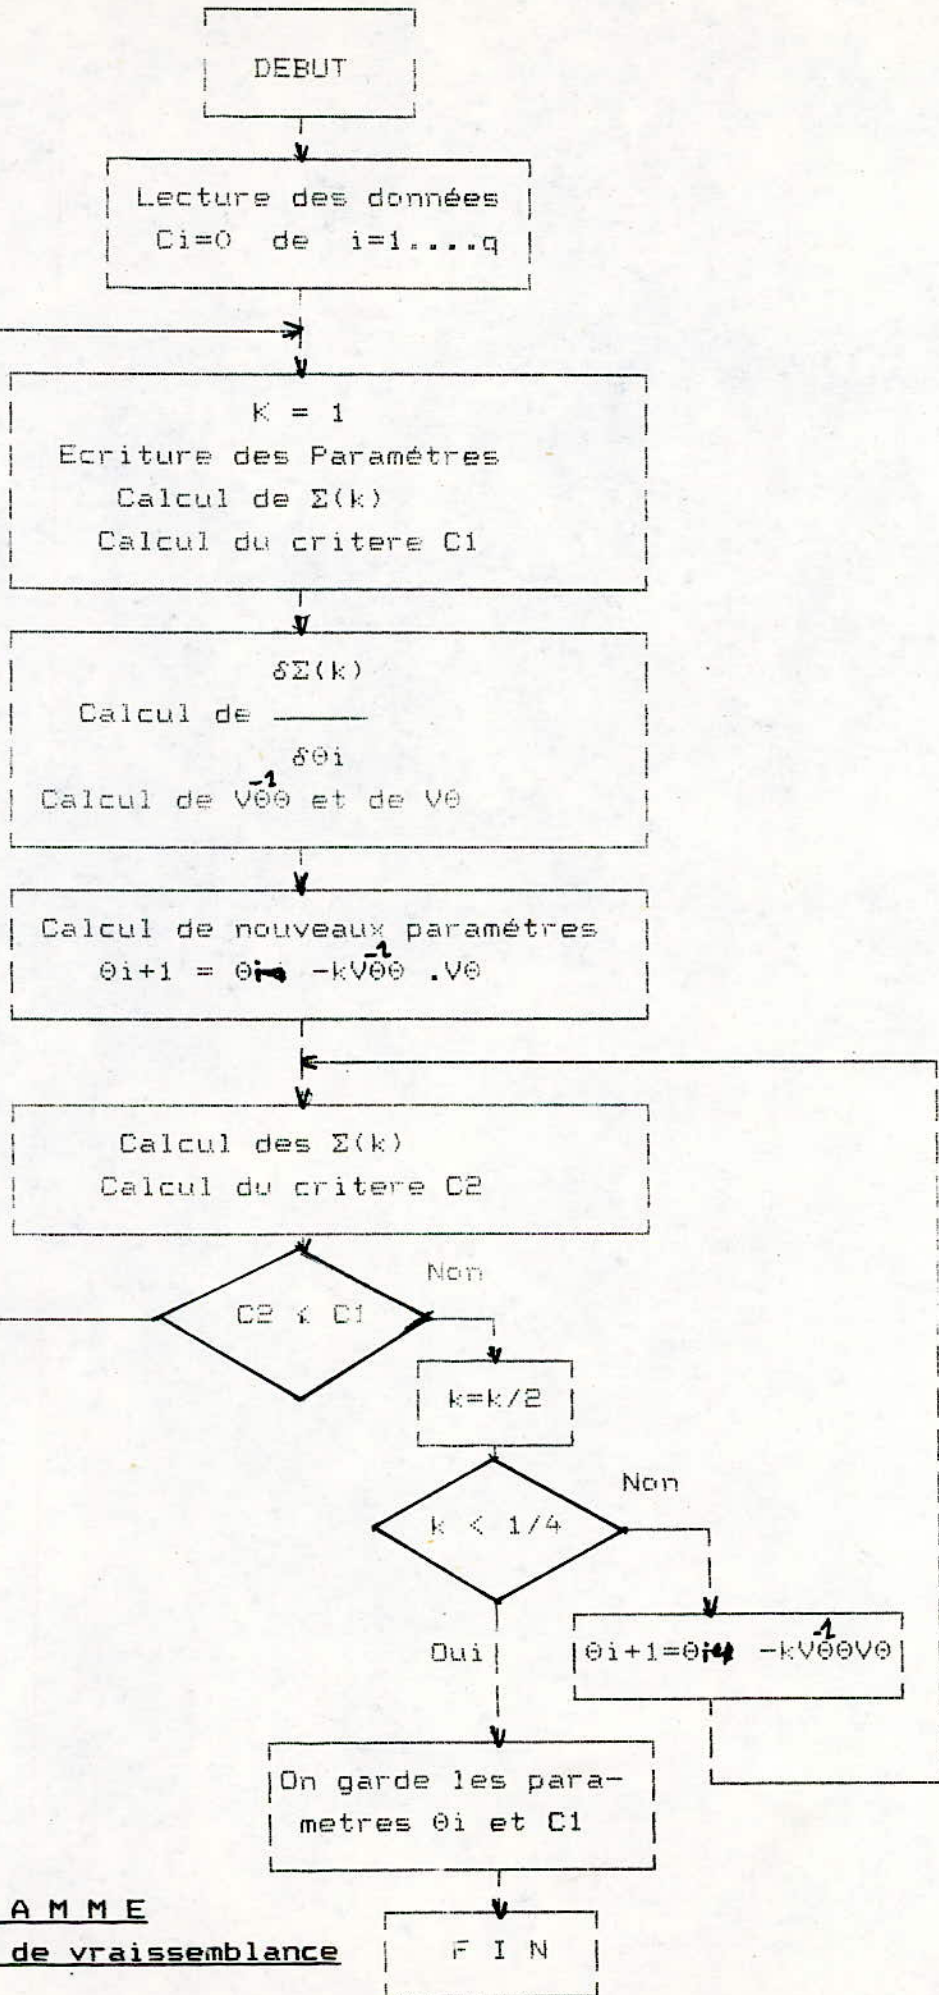 DEBUT
Lecture des données
Ci=0 de i=1....q
K = 1
Ecriture des Paramétres
Calcul de Σ(k)
Calcul du critere C1
δΣ(k)
Calcul de
δΘi
-1
Calcul de VΘΘ et de VΘ
Calcul de nouveaux paramétres
-1
Θi+1 = Θi -kVΘΘ .VΘ
Calcul des Σ(k)
Calcul du critere C2
Non
C2 < C1
k=k/2
Non
k < 1/4
-1
Oui
Θi+1=Θi -kVΘΘVΘ
On garde les para-
metres Θi et C1
A M M E
de vraissemblance
F I N